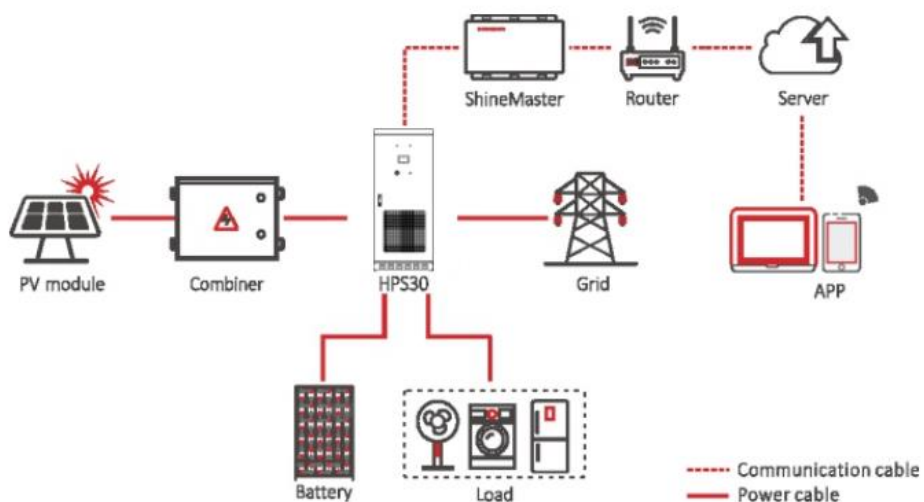 ShineMaster
Router
Server
PV module
Combiner
HPS30
Grid
APP
Battery
Load
Communication cable
Power cable